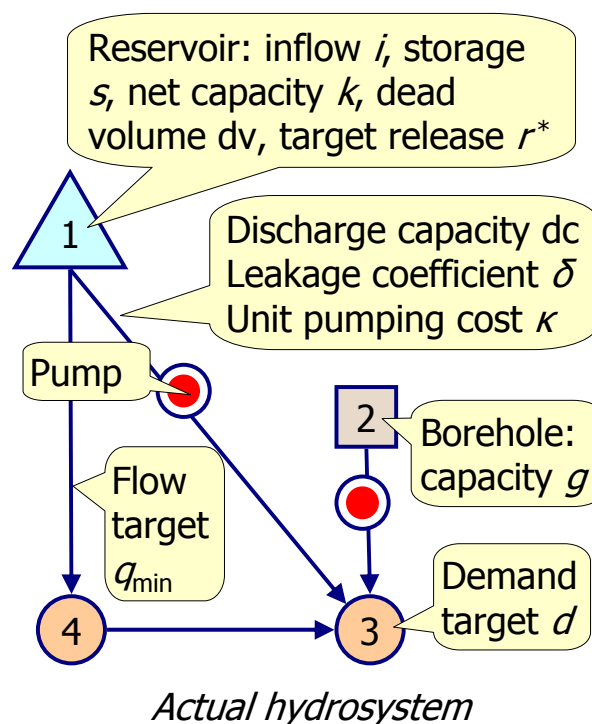 Reservoir: inflow i, storage
s, net capacity k, dead
volume dv, target release r*
1
Discharge capacity dc
Leakage coefficient δ
Unit pumping cost κ
Pump
2
Borehole:
capacity g
Flow
target
qmin
Demand
target d
4
3
Actual hydrosystem